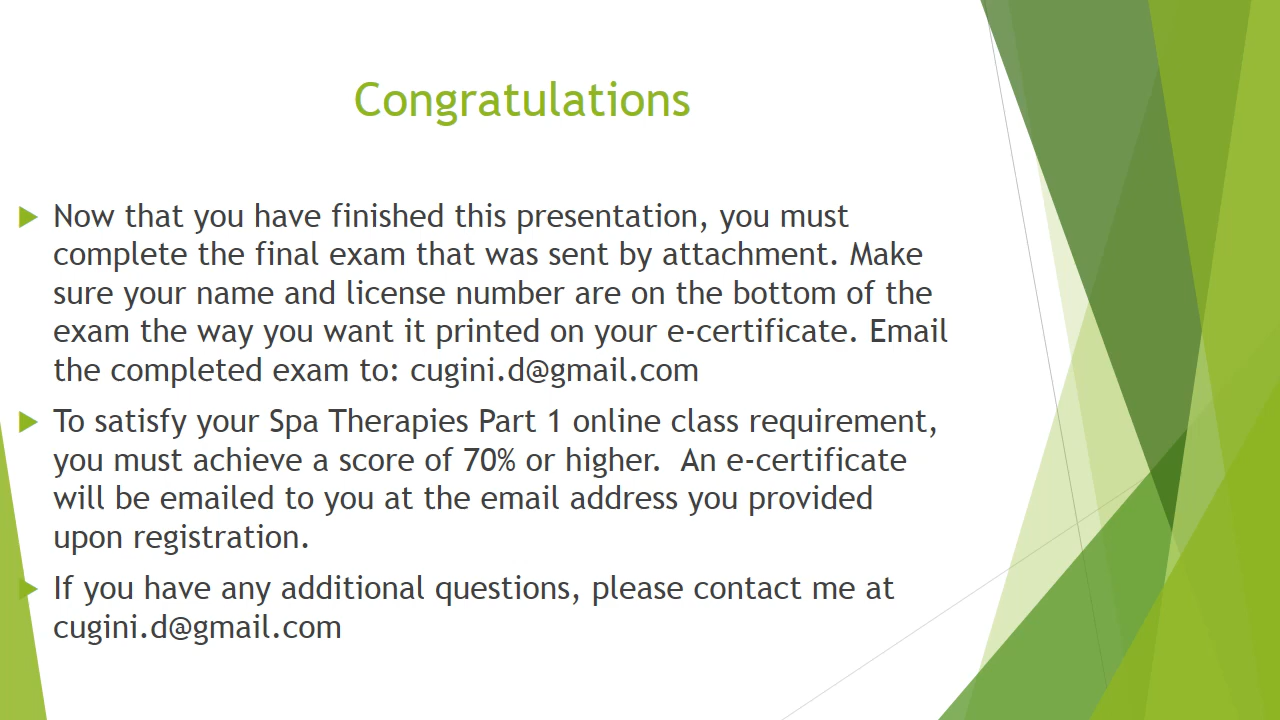 Congratulations
Now that you have finished this presentation, you must
complete the final exam that was sent by attachment. Make
sure your name and license number are on the bottom of the
exam the way you want it printed on your e-certificate. Email
the completed exam to: cugini.d@gmail.com
To satisfy your Spa Therapies Part 1 online class requirement,
you must achieve a score of 70% or higher.  An e-certificate
will be emailed to you at the email address you provided
upon registration.
If you have any additional questions, please contact me at
cugini.d@gmail.com